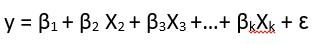 y = β₁ + β₂ X₂ + β₃X₃ +...+ βₖXₖ + ε